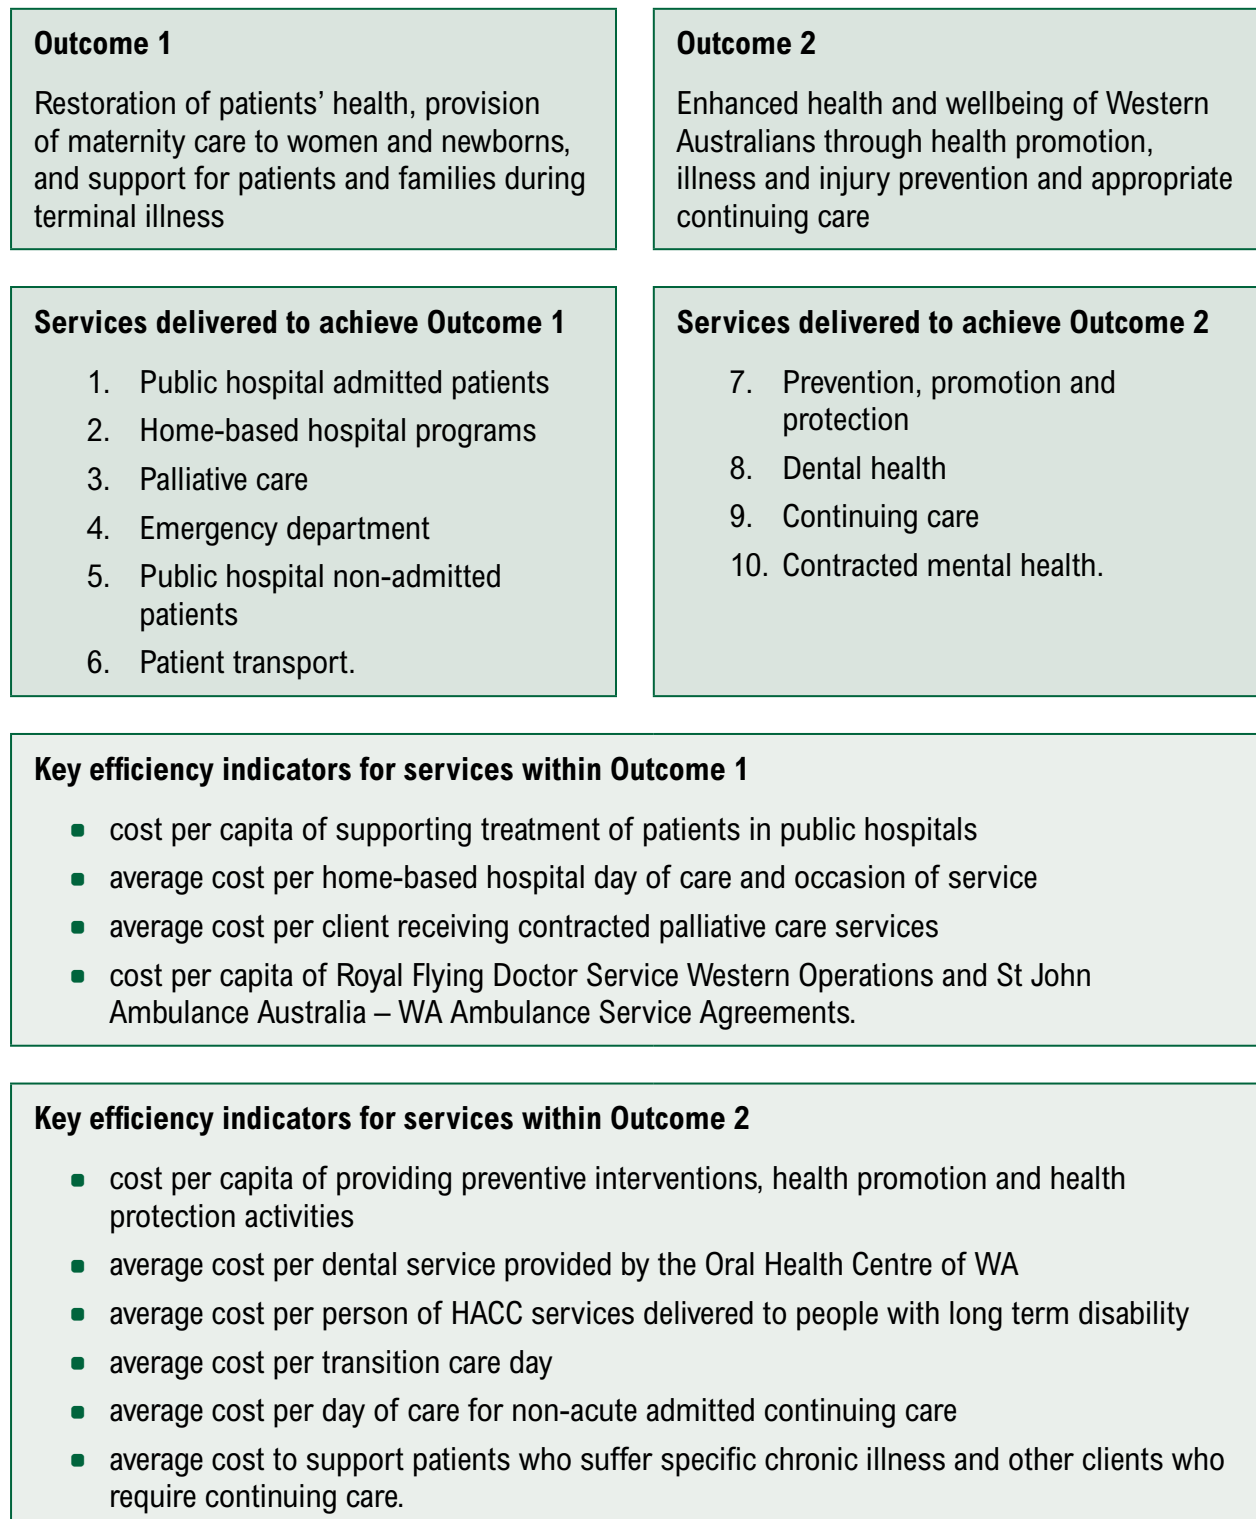 Outcome 1
Restoration of patients’ health, provision
of maternity care to women and newborns,
and support for patients and families during
terminal illness
Outcome 2
Enhanced health and wellbeing of Western
Australians through health promotion,
illness and injury prevention and appropriate
continuing care
Services delivered to achieve Outcome 1
1. Public hospital admitted patients
2. Home-based hospital programs
3. Palliative care
4. Emergency department
5. Public hospital non-admitted
patients
6. Patient transport.
Services delivered to achieve Outcome 2
7. Prevention, promotion and
protection
8. Dental health
9. Continuing care
10. Contracted mental health.
Key efficiency indicators for services within Outcome 1
cost per capita of supporting treatment of patients in public hospitals
average cost per home-based hospital day of care and occasion of service
average cost per client receiving contracted palliative care services
cost per capita of Royal Flying Doctor Service Western Operations and St John
Ambulance Australia – WA Ambulance Service Agreements.
Key efficiency indicators for services within Outcome 2
cost per capita of providing preventive interventions, health promotion and health
protection activities
average cost per dental service provided by the Oral Health Centre of WA
average cost per person of HACC services delivered to people with long term disability
average cost per transition care day
average cost per day of care for non-acute admitted continuing care
average cost to support patients who suffer specific chronic illness and other clients who
require continuing care.